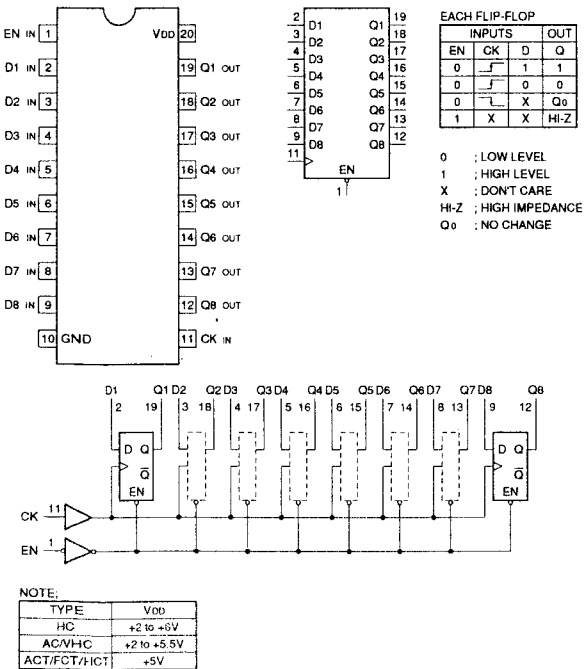 EN IN 1
VDD 20
D1 IN 2
19 Q1 OUT
D2 IN 3
18 Q2 OUT
D3 IN 4
17 Q3 OUT
D4 IN 5
16 Q4 OUT
D5 IN 6
15 Q5 OUT
D6 IN 7
14 Q6 OUT
D7 IN 8
13 Q7 OUT
D8 IN 9
12 Q8 OUT
10 GND
11 CK IN
2 D1 Q1 19
3 D2 Q2 18
4 D3 Q3 17
5 D4 Q4 16
6 D5 Q5 15
7 D6 Q6 14
8 D7 Q7 13
9 D8 Q8 12
11
EN
1
EACH FLIP-FLOP
INPUTS OUT
EN CK D Q
0 1 1
0 0 0
0 X Q0
1 X X HI-Z
0 ; LOW LEVEL
1 ; HIGH LEVEL
X ; DON'T CARE
HI-Z ; HIGH IMPEDANCE
Q0 ; NO CHANGE
D1 Q1 D2 Q2 D3 Q3 D4 Q4 D5 Q5 D6 Q6 D7 Q7 D8 Q8
2 19 3 18 4 17 5 16 6 15 7 14 8 13 9 12
D Q D Q
Q Q
EN EN
CK 11
EN 1
NOTE;
TYPE VDD
HC +2 to +6V
AC/VHC +2 to +5.5V
ACT/FCT/HCT +5V